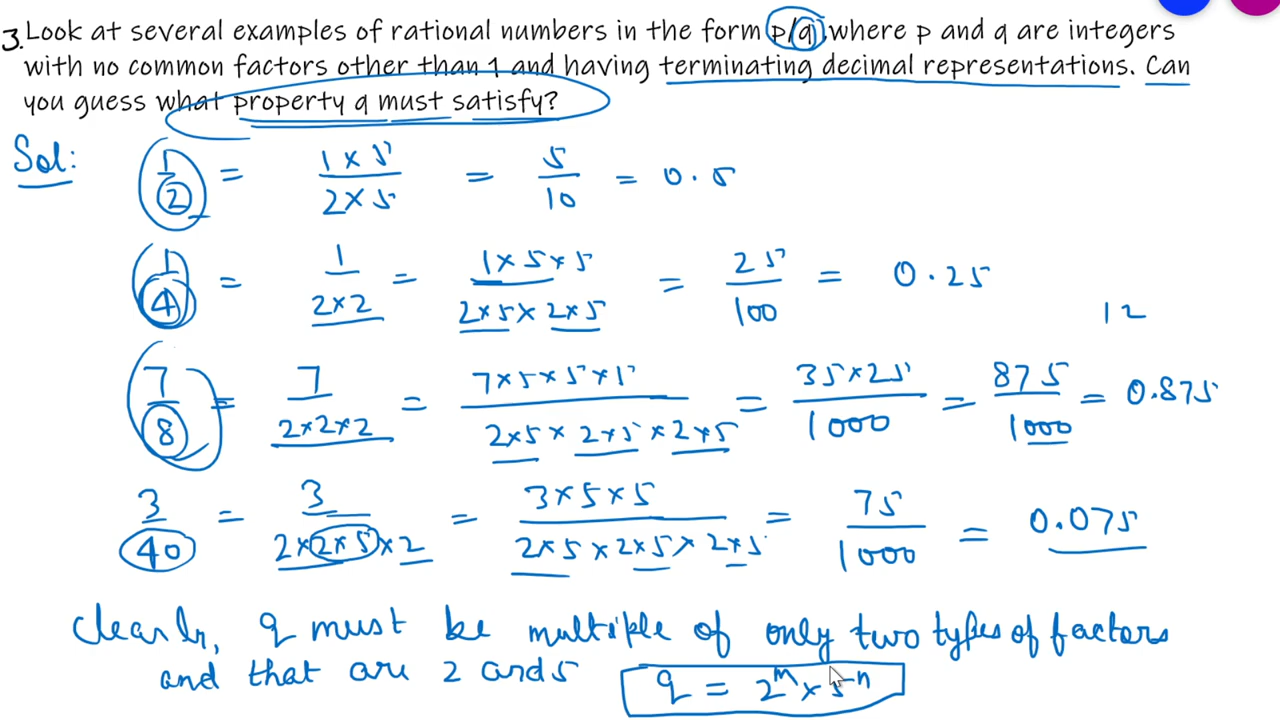 3. Look at several examples of rational numbers in the form p/q, where p and q are integers
with no common factors other than 1 and having terminating decimal representations. Can
you guess what property q must satisfy?
Sol:
1/2 = 1 × 5 / 2 × 5 = 5/10 = 0.5
1/4 = 1 / 2 × 2 = 1 × 5 × 5 / 2 × 5 × 2 × 5 = 25/100 = 0.25
12
7/8 = 7 / 2 × 2 × 2 = 7 × 5 × 5 × 5 / 2 × 5 × 2 × 5 × 2 × 5 = 35 × 25 / 1000 = 875/1000 = 0.875
3/40 = 3 / 2 × 2 × 5 × 2 = 3 × 5 × 5 / 2 × 5 × 2 × 5 × 2 × 5 = 75/1000 = 0.075
Clearly, q must be multiple of only two types of factors
and that are 2 and 5
q = 2^m × 5^n